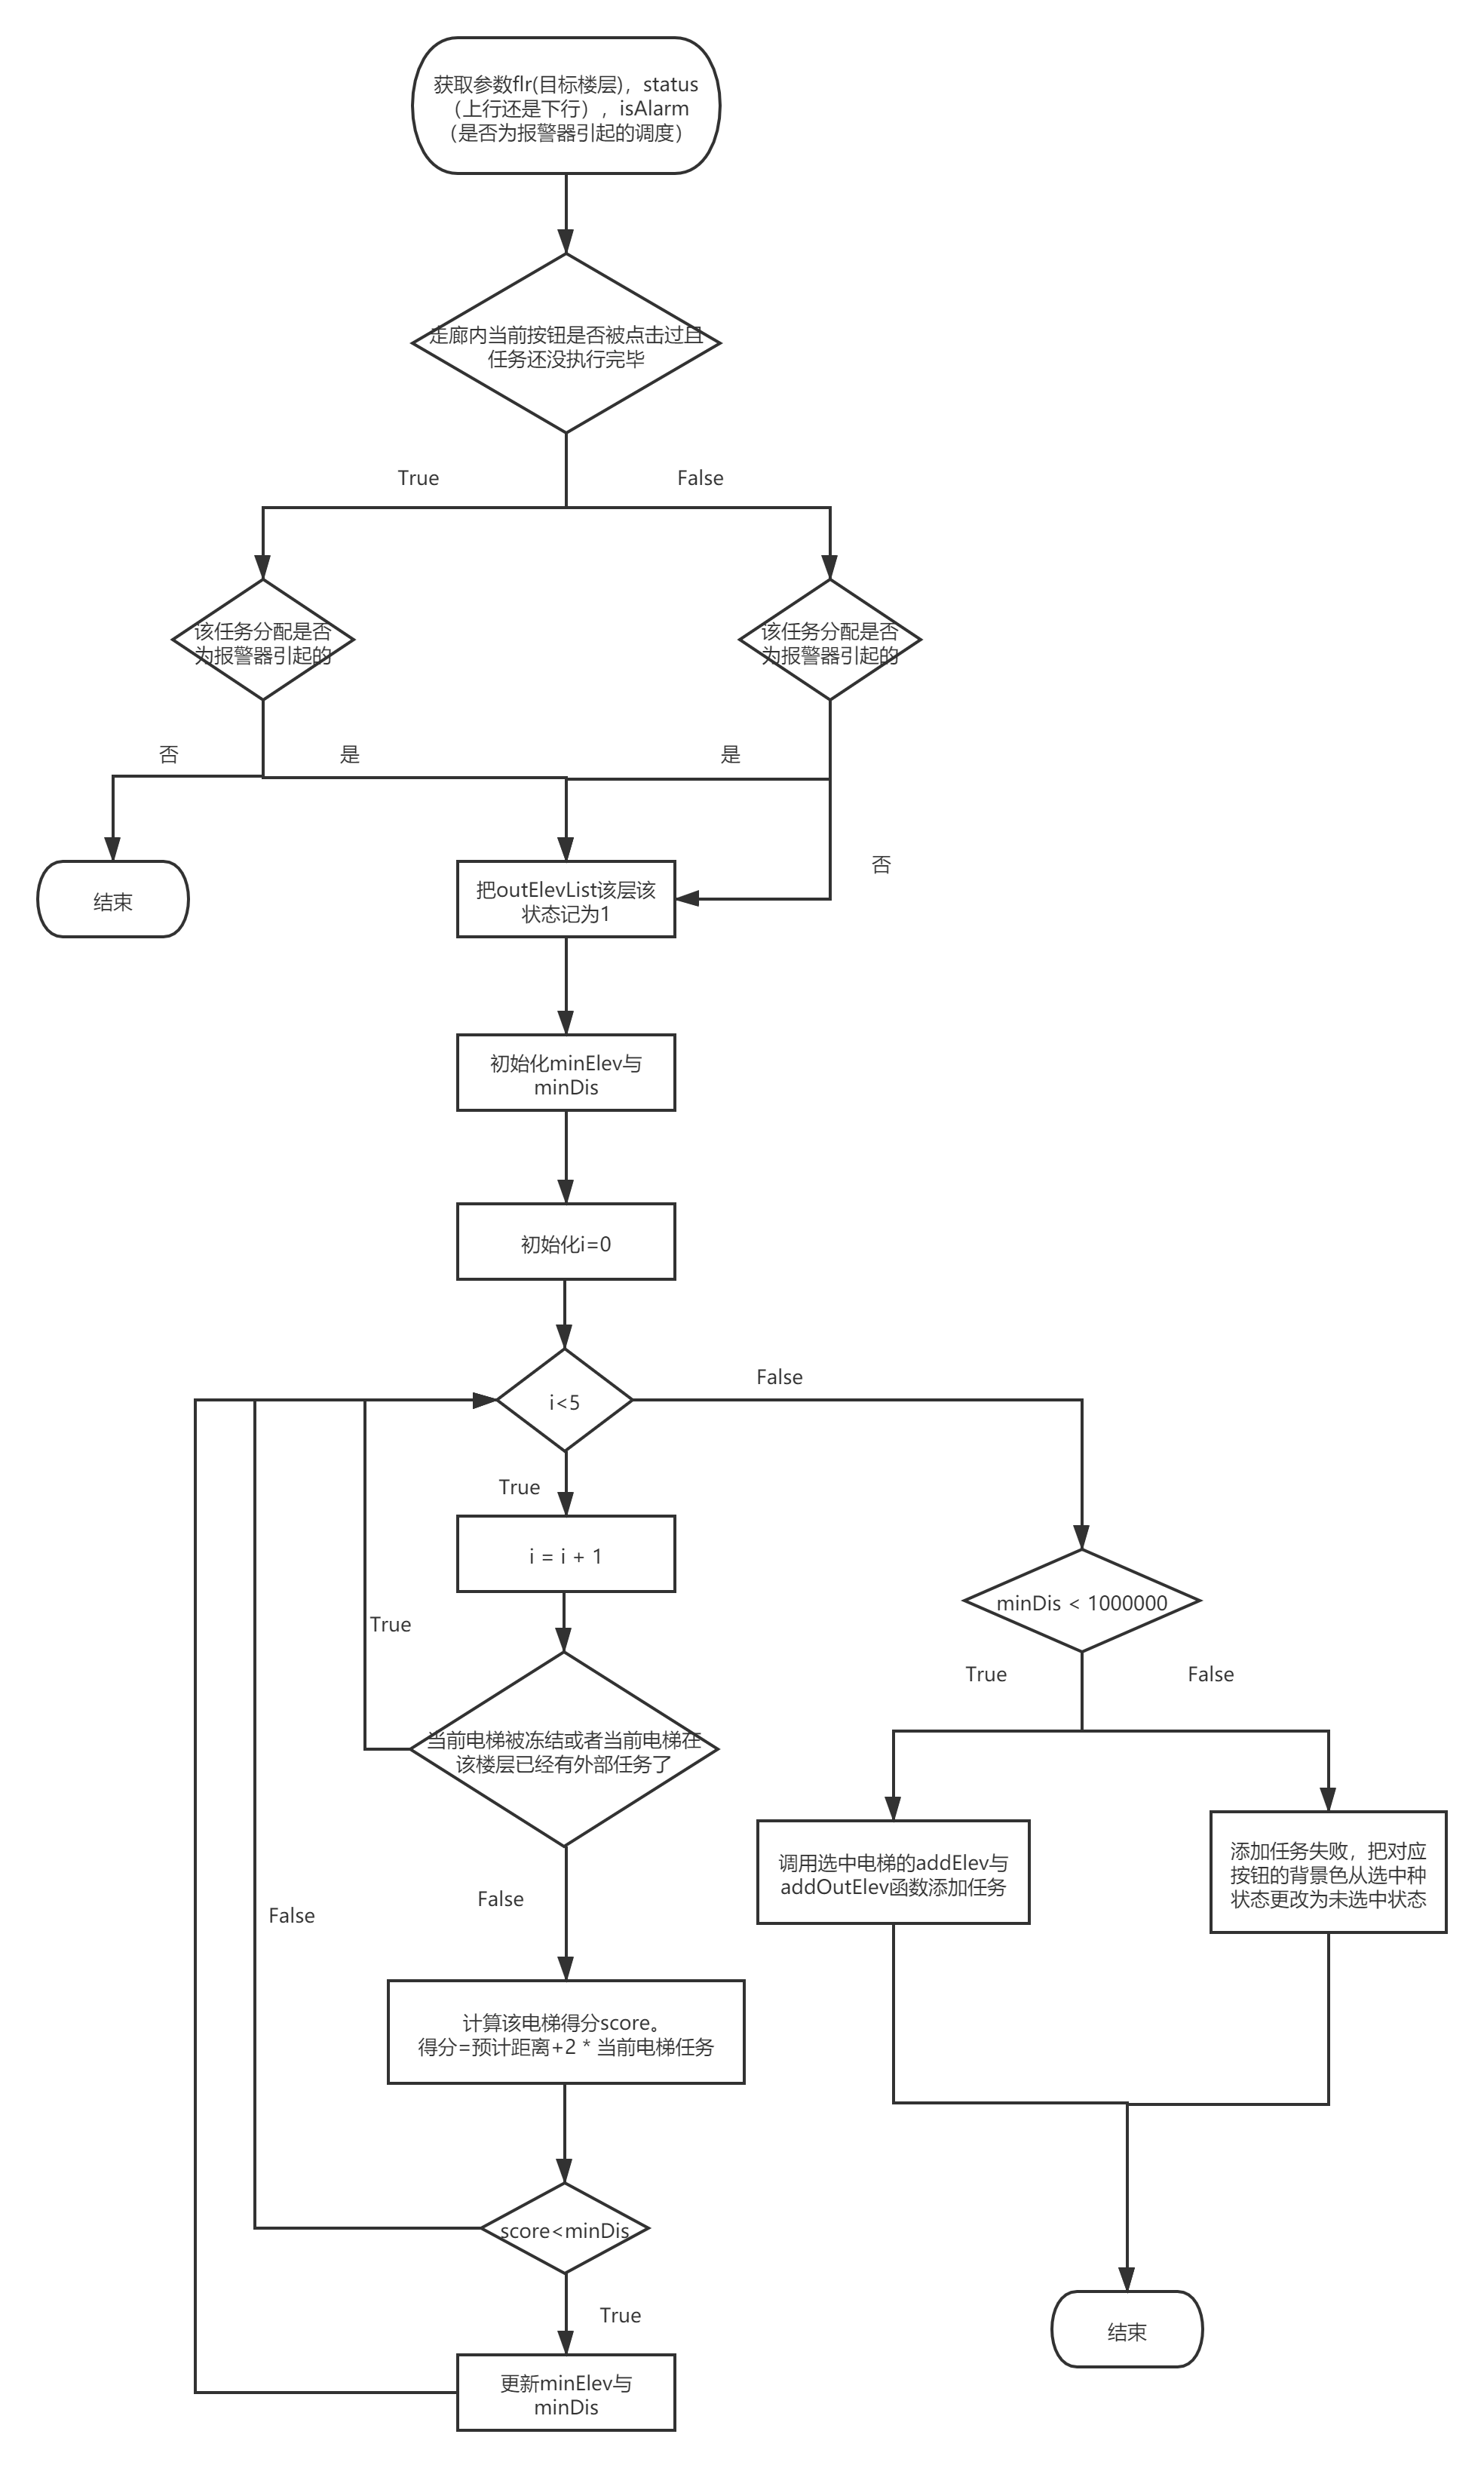 获取参数flr(目标楼层)，status
（上行还是下行），isAlarm
（是否为报警器引起的调度）
走廊内当前按钮是否被点击过且
任务还没执行完毕
True
False
该任务分配是否
为报警器引起的
该任务分配是否
为报警器引起的
否
是
是
否
结束
把outElevList该层该
状态记为1
初始化minElev与
minDis
初始化i=0
i<5
False
True
i = i + 1
minDis < 1000000
True
True
False
当前电梯被冻结或者当前电梯在
该楼层已经有外部任务了
调用选中电梯的addElev与
addOutElev函数添加任务
添加任务失败，把对应
按钮的背景色从选中种
状态更改为未选中状态
False
False
计算该电梯得分score。
得分=预计距离+2 * 当前电梯任务
score<minDis
True
结束
更新minElev与
minDis